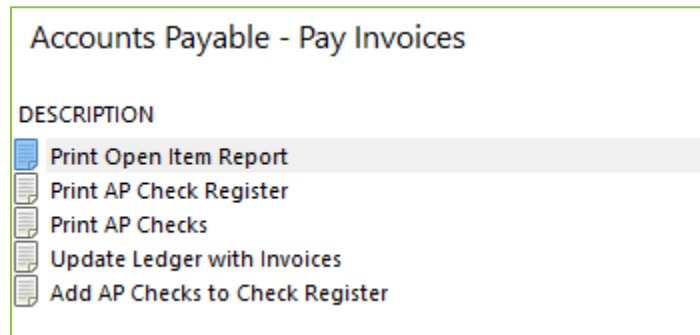 Accounts Payable - Pay Invoices
DESCRIPTION
Print Open Item Report
Print AP Check Register
Print AP Checks
Update Ledger with Invoices
Add AP Checks to Check Register